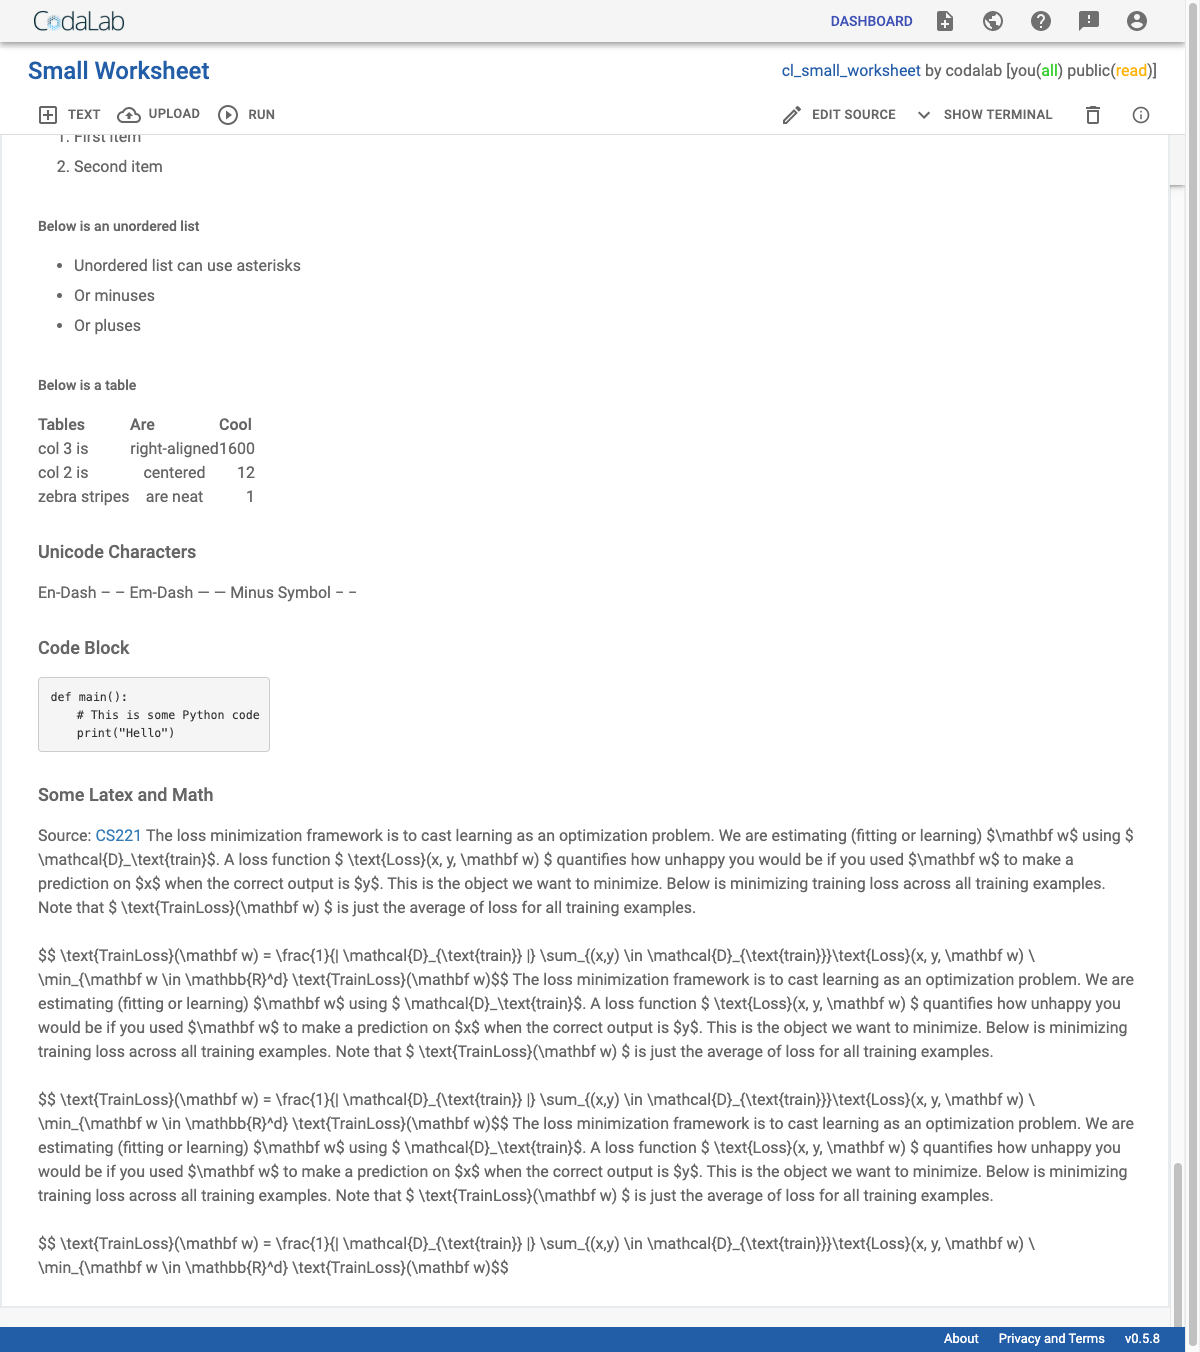 CodaLab
DASHBOARD
Small Worksheet
cl_small_worksheet by codalab [you(all) public(read)]
TEXT UPLOAD RUN
EDIT SOURCE SHOW TERMINAL
1. First item
2. Second item
Below is an unordered list
• Unordered list can use asterisks
• Or minuses
• Or pluses
Below is a table
Tables Are Cool
col 3 is right-aligned 1600
col 2 is centered 12
zebra stripes are neat 1
Unicode Characters
En-Dash – – Em-Dash — — Minus Symbol − −
Code Block
def main():
    # This is some Python code
    print("Hello")
Some Latex and Math
Source: CS221 The loss minimization framework is to cast learning as an optimization problem. We are estimating (fitting or learning) $\mathbf w$ using $
\mathcal{D}_\text{train}$. A loss function $ \text{Loss}(x, y, \mathbf w) $ quantifies how unhappy you would be if you used $\mathbf w$ to make a
prediction on $x$ when the correct output is $y$. This is the object we want to minimize. Below is minimizing training loss across all training examples.
Note that $ \text{TrainLoss}(\mathbf w) $ is just the average of loss for all training examples.
$$ \text{TrainLoss}(\mathbf w) = \frac{1}{| \mathcal{D}_{\text{train}} |} \sum_{(x,y) \in \mathcal{D}_{\text{train}}}\text{Loss}(x, y, \mathbf w) \
\min_{\mathbf w \in \mathbb{R}^d} \text{TrainLoss}(\mathbf w)$$ The loss minimization framework is to cast learning as an optimization problem. We are
estimating (fitting or learning) $\mathbf w$ using $ \mathcal{D}_\text{train}$. A loss function $ \text{Loss}(x, y, \mathbf w) $ quantifies how unhappy you
would be if you used $\mathbf w$ to make a prediction on $x$ when the correct output is $y$. This is the object we want to minimize. Below is minimizing
training loss across all training examples. Note that $ \text{TrainLoss}(\mathbf w) $ is just the average of loss for all training examples.
$$ \text{TrainLoss}(\mathbf w) = \frac{1}{| \mathcal{D}_{\text{train}} |} \sum_{(x,y) \in \mathcal{D}_{\text{train}}}\text{Loss}(x, y, \mathbf w) \
\min_{\mathbf w \in \mathbb{R}^d} \text{TrainLoss}(\mathbf w)$$ The loss minimization framework is to cast learning as an optimization problem. We are
estimating (fitting or learning) $\mathbf w$ using $ \mathcal{D}_\text{train}$. A loss function $ \text{Loss}(x, y, \mathbf w) $ quantifies how unhappy you
would be if you used $\mathbf w$ to make a prediction on $x$ when the correct output is $y$. This is the object we want to minimize. Below is minimizing
training loss across all training examples. Note that $ \text{TrainLoss}(\mathbf w) $ is just the average of loss for all training examples.
$$ \text{TrainLoss}(\mathbf w) = \frac{1}{| \mathcal{D}_{\text{train}} |} \sum_{(x,y) \in \mathcal{D}_{\text{train}}}\text{Loss}(x, y, \mathbf w) \
\min_{\mathbf w \in \mathbb{R}^d} \text{TrainLoss}(\mathbf w)$$
About Privacy and Terms v0.5.8